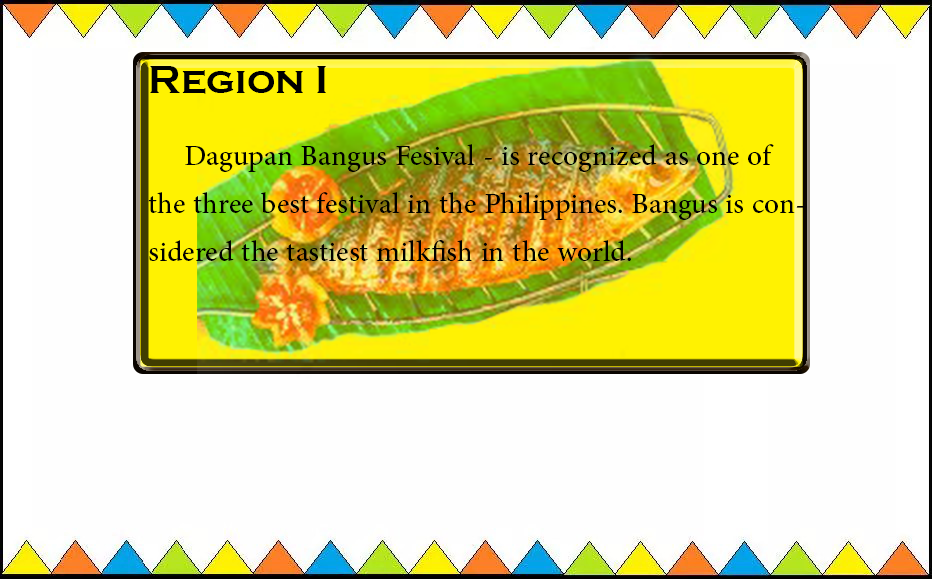 Region I
Dagupan Bangus Fesival - is recognized as one of
the three best festival in the Philippines. Bangus is con-
sidered the tastiest milkfish in the world.